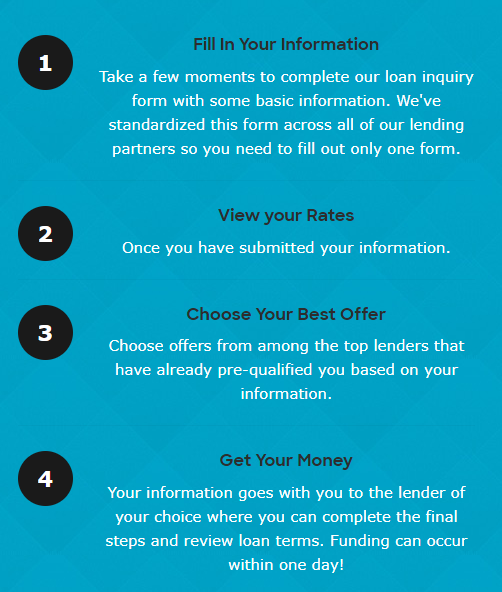 1
Fill In Your Information
Take a few moments to complete our loan inquiry
form with some basic information. We've
standardized this form across all of our lending
partners so you need to fill out only one form.
2
View your Rates
Once you have submitted your information.
3
Choose Your Best Offer
Choose offers from among the top lenders that
have already pre-qualified you based on your
information.
4
Get Your Money
Your information goes with you to the lender of
your choice where you can complete the final
steps and review loan terms. Funding can occur
within one day!